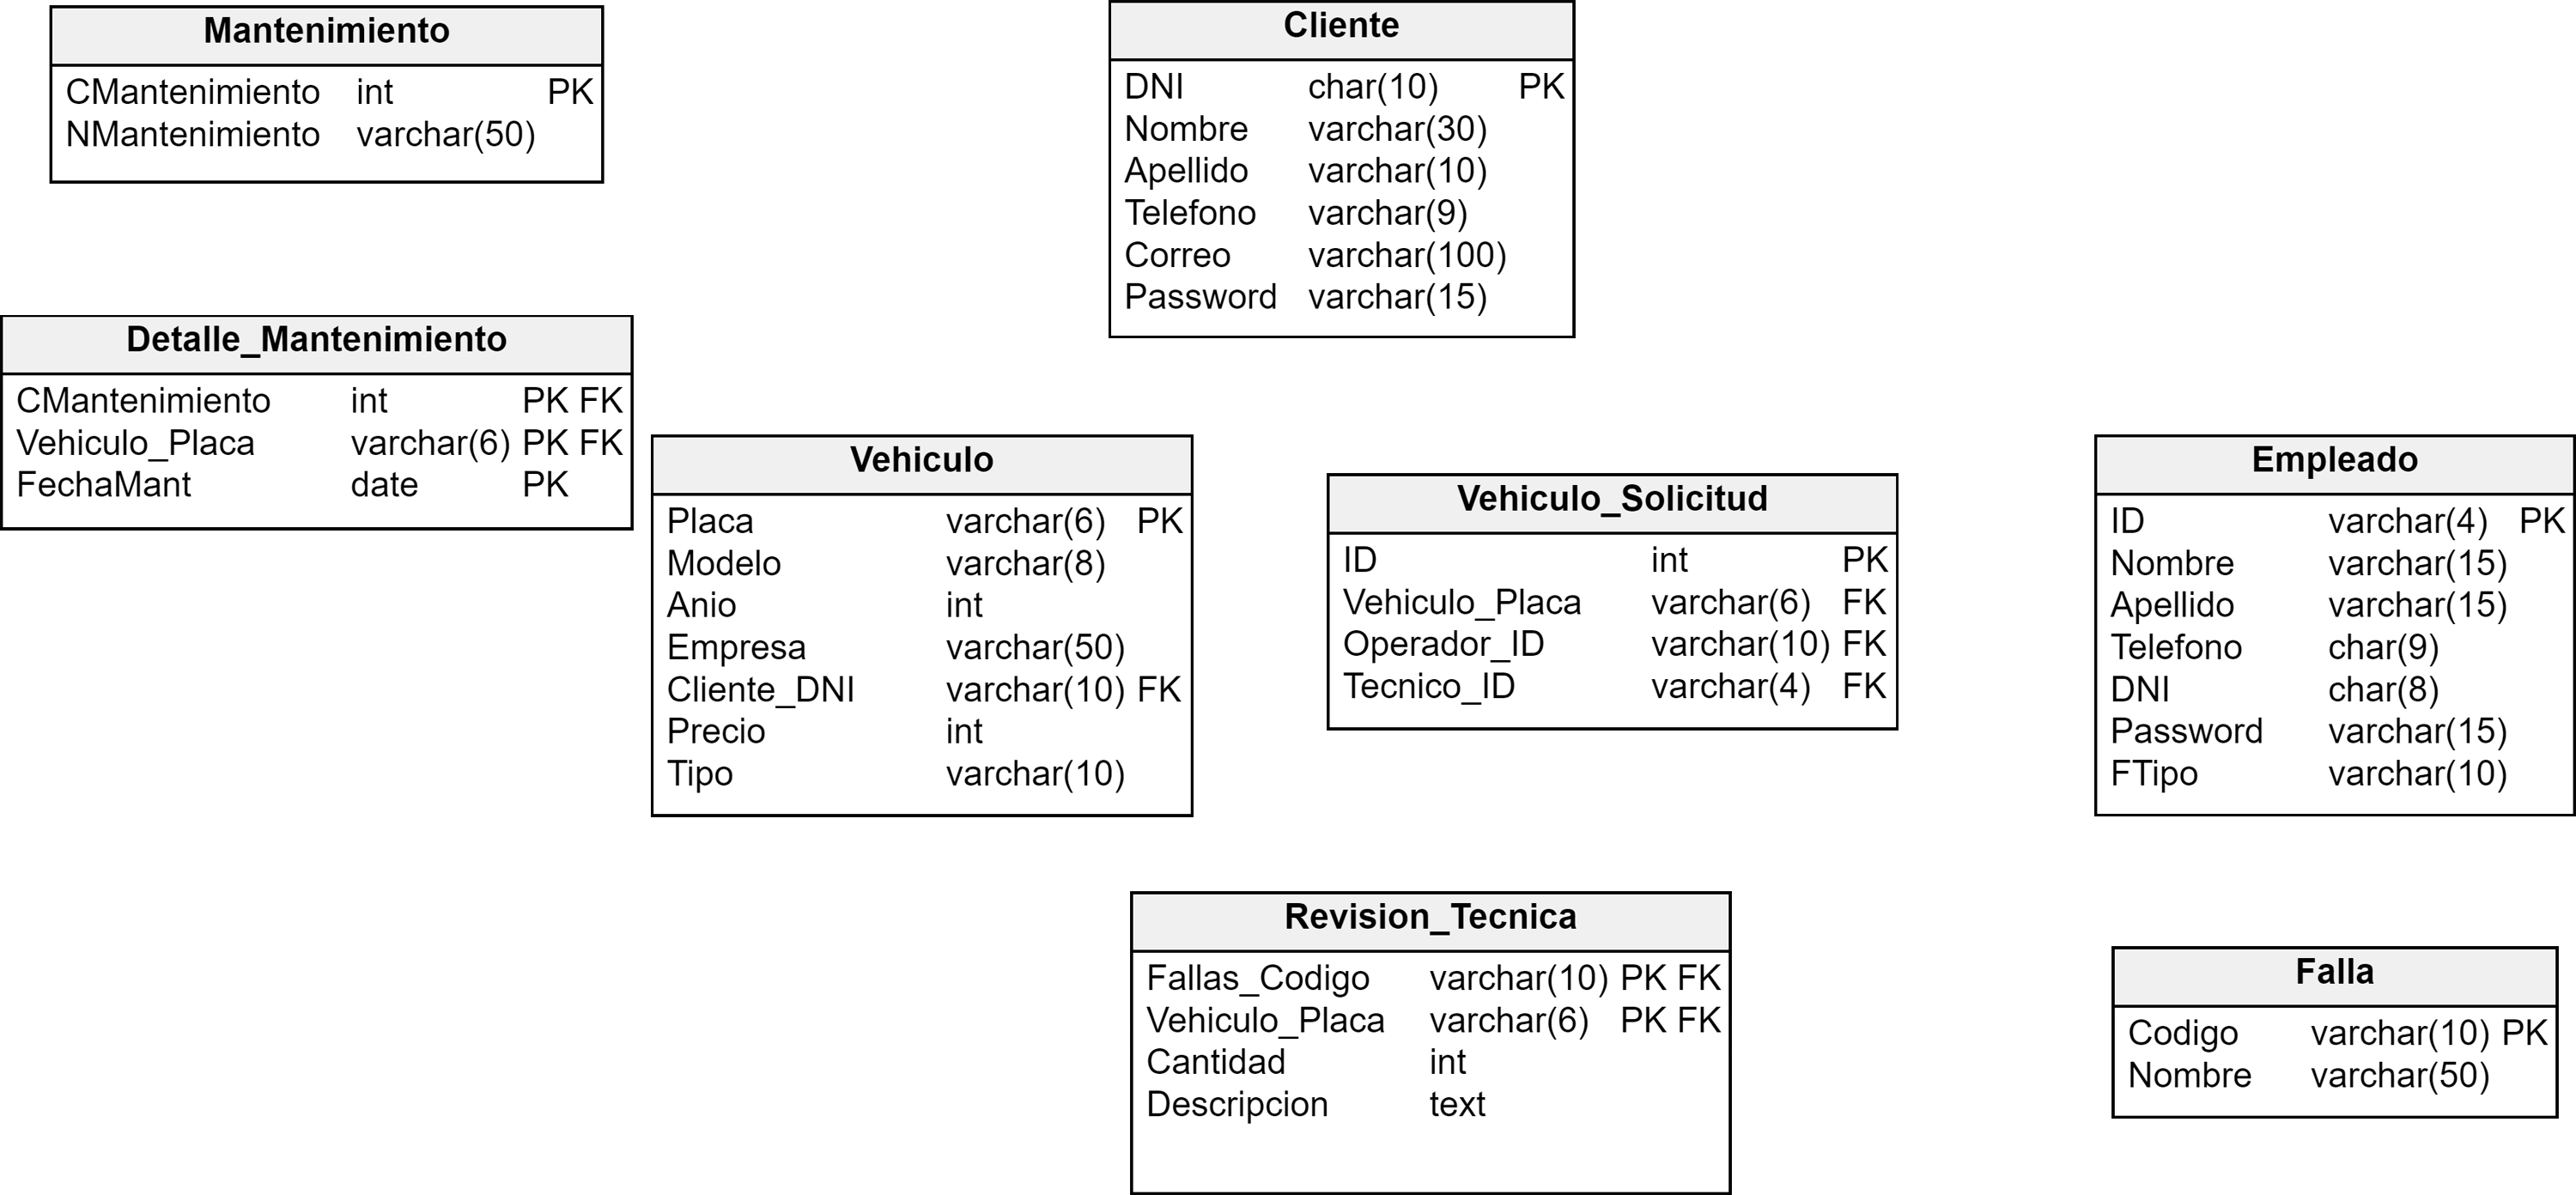 Mantenimiento
CMantenimiento int PK
NMantenimiento varchar(50)
Cliente
DNI char(10) PK
Nombre varchar(30)
Apellido varchar(10)
Telefono varchar(9)
Correo varchar(100)
Password varchar(15)
Detalle_Mantenimiento
CMantenimiento int PK FK
Vehiculo_Placa varchar(6) PK FK
FechaMant date PK
Vehiculo
Placa varchar(6) PK
Modelo varchar(8)
Anio int
Empresa varchar(50)
Cliente_DNI varchar(10) FK
Precio int
Tipo varchar(10)
Vehiculo_Solicitud
ID int PK
Vehiculo_Placa varchar(6) FK
Operador_ID varchar(10) FK
Tecnico_ID varchar(4) FK
Empleado
ID varchar(4) PK
Nombre varchar(15)
Apellido varchar(15)
Telefono char(9)
DNI char(8)
Password varchar(15)
FTipo varchar(10)
Revision_Tecnica
Fallas_Codigo varchar(10) PK FK
Vehiculo_Placa varchar(6) PK FK
Cantidad int
Descripcion text
Falla
Codigo varchar(10) PK
Nombre varchar(50)